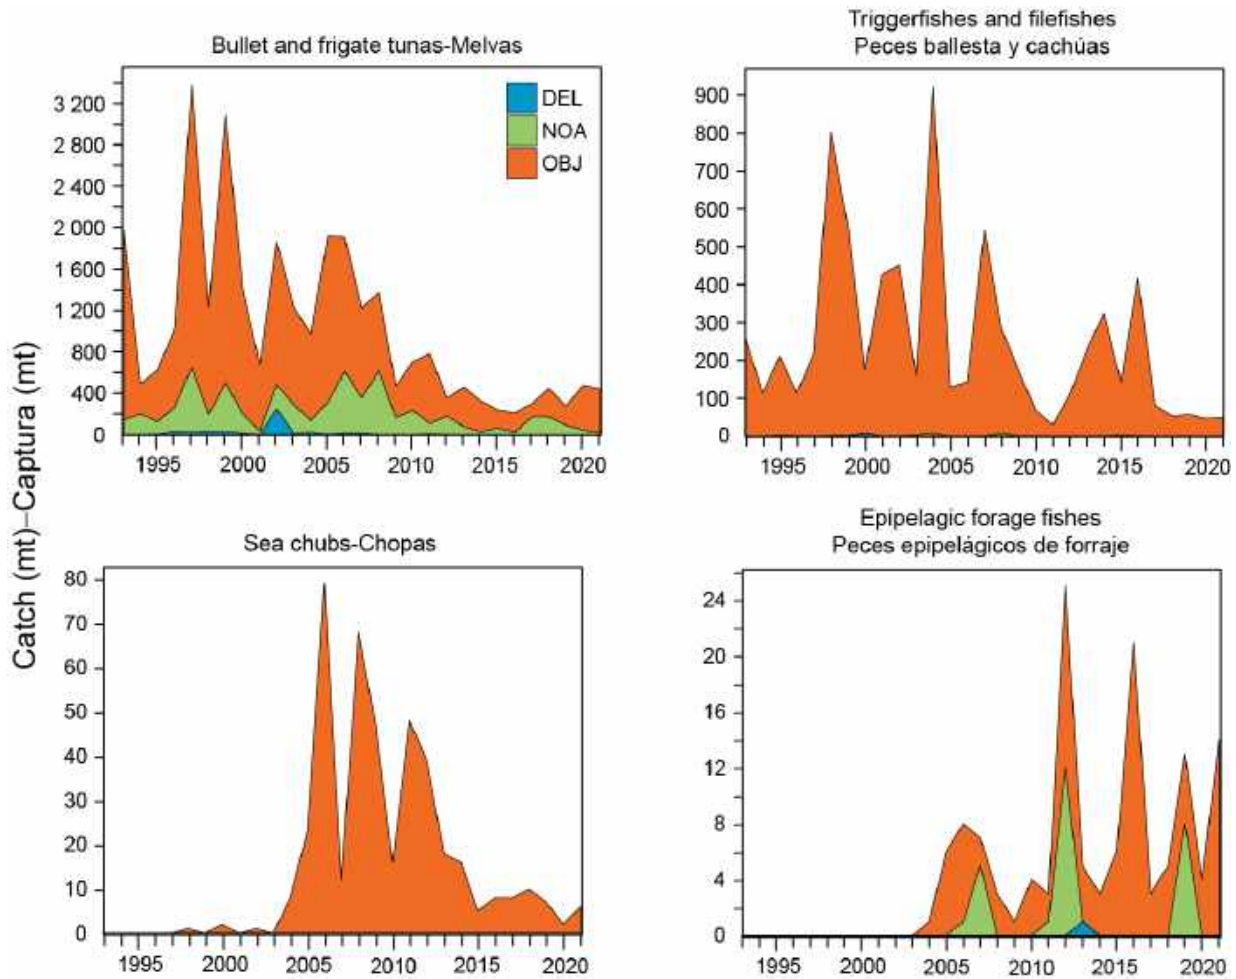 Bullet and frigate tunas-Melvas
DEL
NOA
OBJ
3 200
2 800
2 400
2 000
1 600
1 200
800
400
0
1995 2000 2005 2010 2015 2020
Triggerfishes and filefishes
Peces ballesta y cachúas
900
800
700
600
500
400
300
200
100
0
1995 2000 2005 2010 2015 2020
Catch (mt)–Captura (mt)
Sea chubs-Chopas
80
70
60
50
40
30
20
10
0
1995 2000 2005 2010 2015 2020
Epipelagic forage fishes
Peces epipelágicos de forraje
24
20
16
12
8
4
0
1995 2000 2005 2010 2015 2020